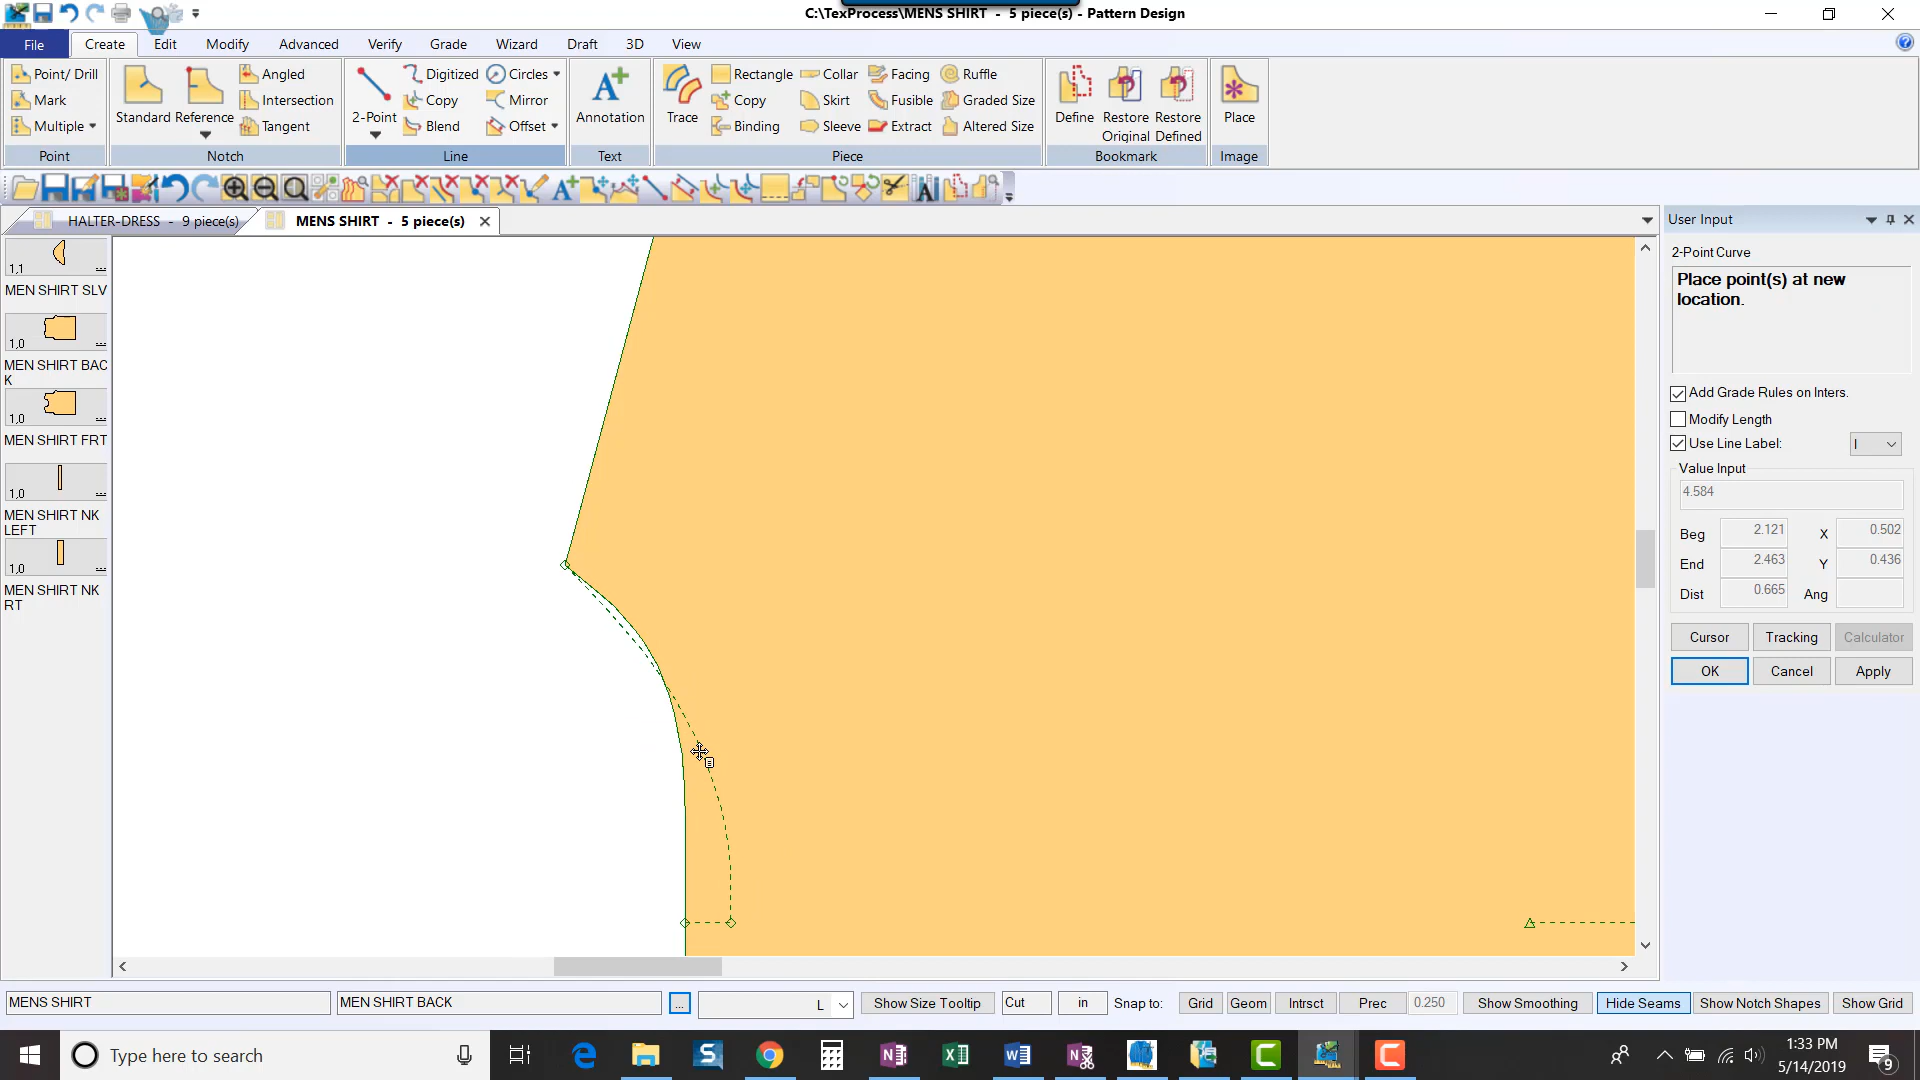 C:\TexProcess\MENS SHIRT - 5 piece(s) - Pattern Design
File Create Edit Modify Advanced Verify Grade Wizard Draft 3D View
Point/ Drill
Mark
Multiple
Point
Standard
Reference
Angled
Intersection
Tangent
Notch
2-Point
Digitized
Copy
Blend
Circles
Mirror
Offset
Line
Annotation
Text
Trace
Rectangle
Copy
Binding
Collar
Skirt
Sleeve
Facing
Fusible
Extract
Ruffle
Graded Size
Altered Size
Piece
Define
Restore Original
Restore Defined
Bookmark
Place
Image
HALTER-DRESS - 9 piece(s)
MENS SHIRT - 5 piece(s)
1,1 ...
MEN SHIRT SLV
1,0 ...
MEN SHIRT BAC
K
1,0 ...
MEN SHIRT FRT
1,0 ...
MEN SHIRT NK
LEFT
1,0 ...
MEN SHIRT NK
RT
User Input
2-Point Curve
Place point(s) at new
location.
Add Grade Rules on Inters.
Modify Length
Use Line Label: I
Value Input
4.584
Beg 2.121 X 0.502
End 2.463 Y 0.436
Dist 0.665 Ang
Cursor Tracking Calculator
OK Cancel Apply
MENS SHIRT MEN SHIRT BACK ... L Show Size Tooltip Cut in Snap to: Grid Geom Intrsct Prec 0.250 Show Smoothing Hide Seams Show Notch Shapes Show Grid
Type here to search
1:33 PM
5/14/2019
9